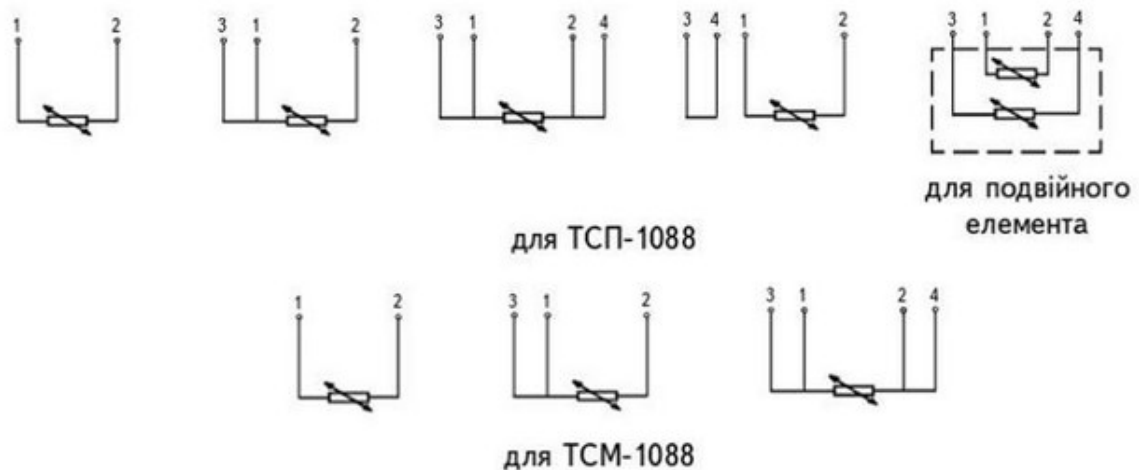 1 2 3 1 2 3 1 2 4 3 4 1 2 3 1 2 4
для подвійного
елемента
для ТСП-1088
1 2 3 1 2 3 1 2 4
для ТСМ-1088